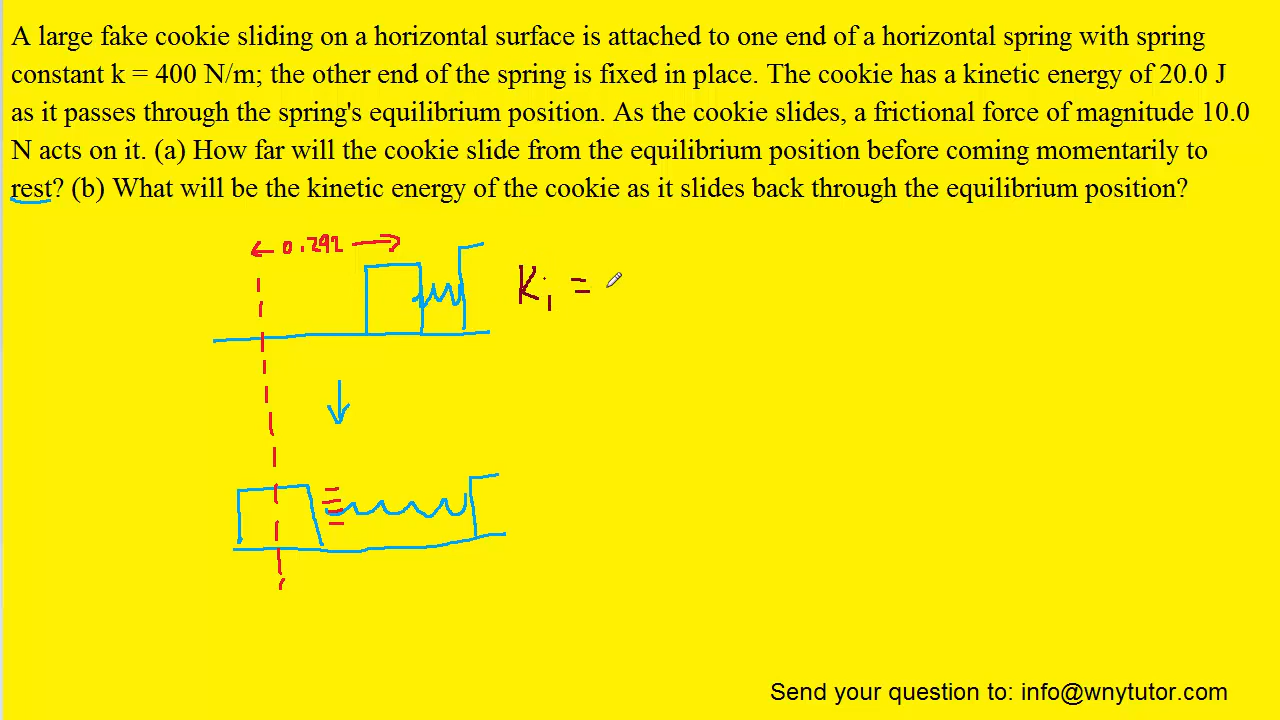 A large fake cookie sliding on a horizontal surface is attached to one end of a horizontal spring with spring
constant k = 400 N/m; the other end of the spring is fixed in place. The cookie has a kinetic energy of 20.0 J
as it passes through the spring's equilibrium position. As the cookie slides, a frictional force of magnitude 10.0
N acts on it. (a) How far will the cookie slide from the equilibrium position before coming momentarily to
rest? (b) What will be the kinetic energy of the cookie as it slides back through the equilibrium position?
0.292
K₁ =
Send your question to: info@wnytutor.com